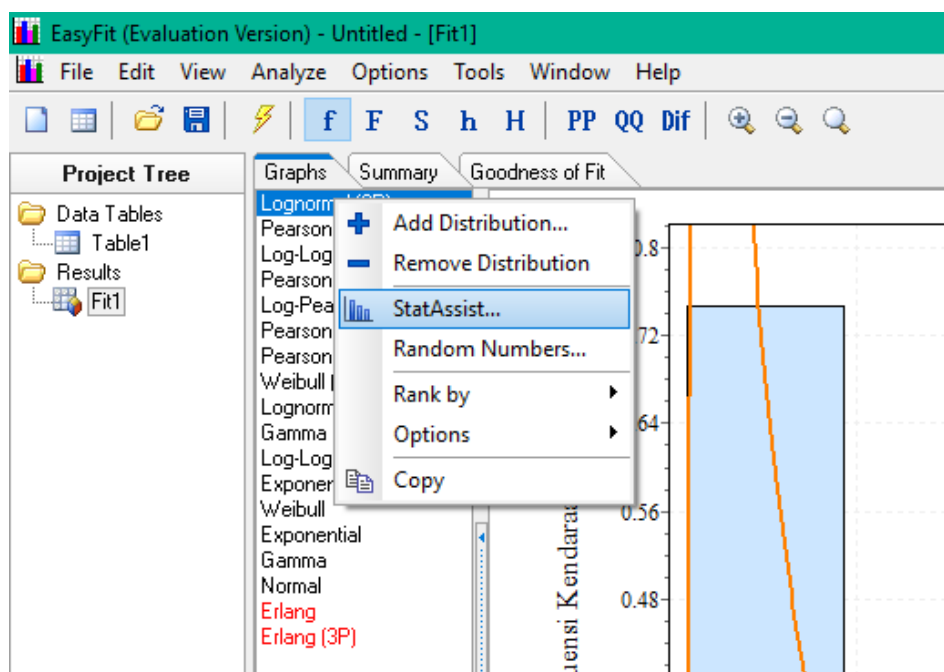 EasyFit (Evaluation Version) - Untitled - [Fit1]
File Edit View Analyze Options Tools Window Help
f F S h H PP QQ Dif
Project Tree
Data Tables
Table1
Results
Fit1
Graphs Summary Goodness of Fit
Pearson
Log-Log
Pearson
Log-Pea
Pearson
Pearson
Weibull
Lognorm
Gamma
Log-Log
Exponer
Weibull
Exponential
Gamma
Normal
Erlang
Erlang (3P)
Add Distribution...
Remove Distribution
StatAssist...
Random Numbers...
Rank by
Options
Copy
0.8
72
64
0.56
0.48
uensi Kendaraa